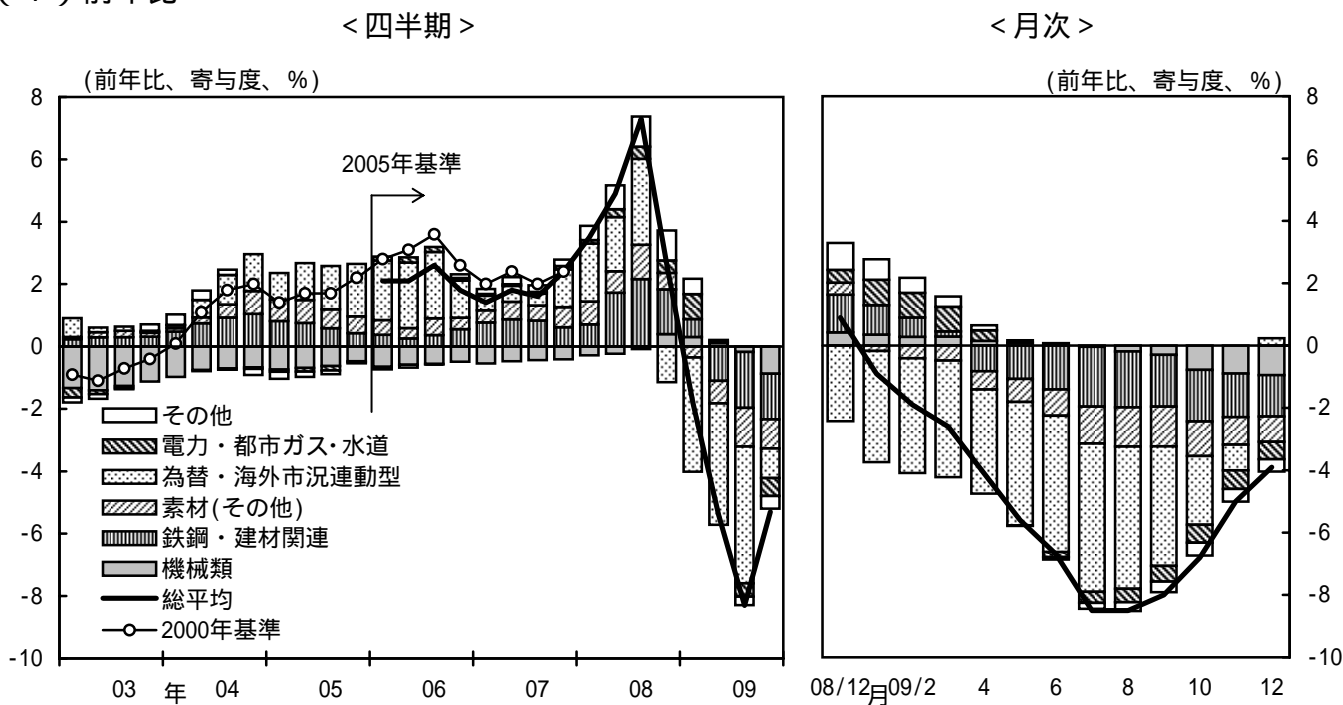 <四半期>
<月次>
(前年比、寄与度、%)
(前年比、寄与度、%)
8
6
4
2
0
-2
-4
-6
-8
-10
2005年基準
その他
電力・都市ガス・水道
為替・海外市況連動型
素材(その他)
鉄鋼・建材関連
機械類
総平均
2000年基準
03 年 04 05 06 07 08 09
8
6
4
2
0
-2
-4
-6
-8
-10
08/12月09/2 4 6 8 10 12